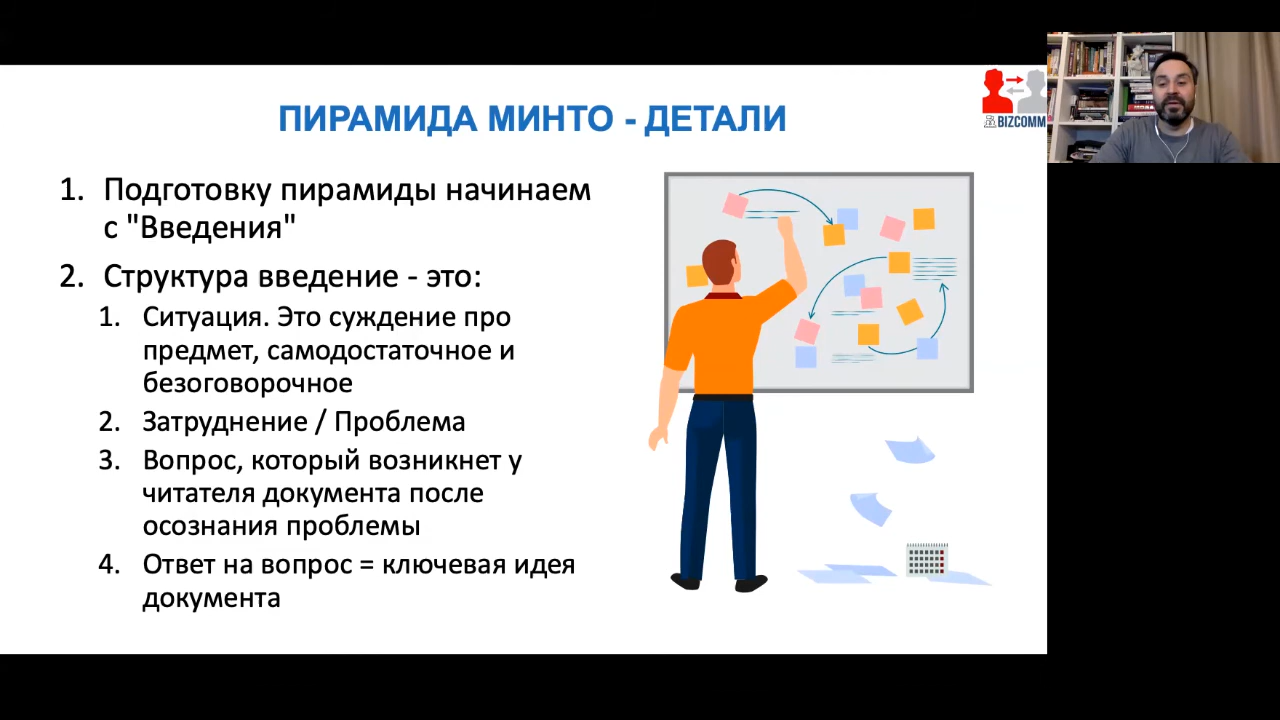 ПИРАМИДА МИНТО - ДЕТАЛИ
BIZCOMM
1. Подготовку пирамиды начинаем
с "Введения"
2. Структура введение - это:
1. Ситуация. Это суждение про
предмет, самодостаточное и
безоговорочное
2. Затруднение / Проблема
3. Вопрос, который возникнет у
читателя документа после
осознания проблемы
4. Ответ на вопрос = ключевая идея
документа